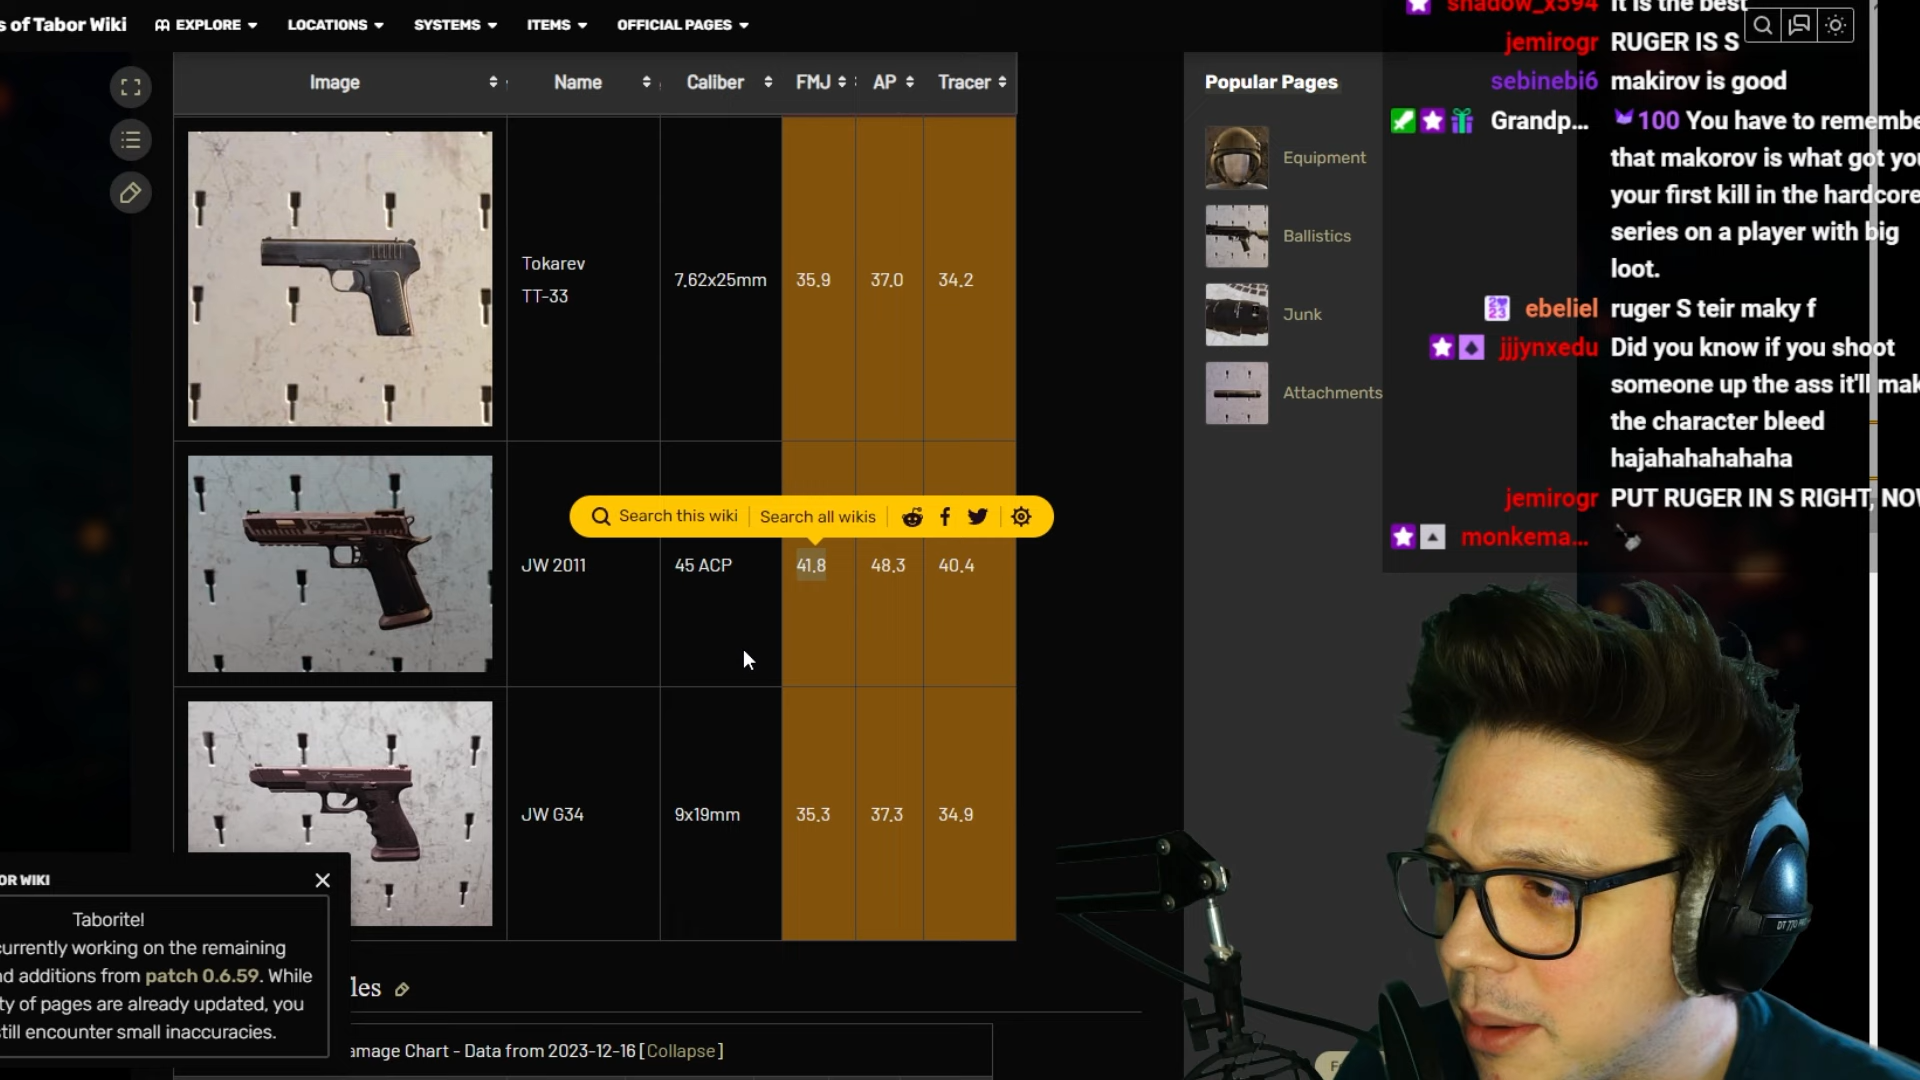 s of Tabor Wiki
EXPLORE
LOCATIONS
SYSTEMS
ITEMS
OFFICIAL PAGES
Image Name Caliber FMJ AP Tracer
Tokarev
TT-33
7.62x25mm 35.9 37.0 34.2
Search this wiki Search all wikis
JW 2011 45 ACP 41.8 48.3 40.4
JW G34 9x19mm 35.3 37.3 34.9
les
amage Chart - Data from 2023-12-16 [Collapse]
OR WIKI
Taborite!
currently working on the remaining
nd additions from patch 0.6.59. While
ty of pages are already updated, you
still encounter small inaccuracies.
Popular Pages
Equipment
Ballistics
Junk
Attachments
shadow_x594 It is the best
jemirogr RUGER IS S
sebinebi6 makirov is good
Grandp... 100 You have to remembe
that makorov is what got you
your first kill in the hardcore
series on a player with big
loot.
ebeliel ruger S teir maky f
jjjynxedu Did you know if you shoot
someone up the ass it'll mak
the character bleed
hajahahahahaha
jemirogr PUT RUGER IN S RIGHT, NOW
monkema...